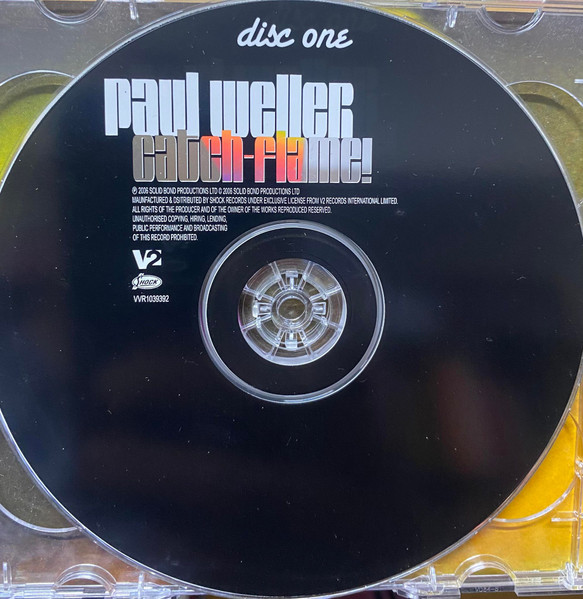 disc one
paul weller
catch-flame!
℗ 2006 SOLID BOND PRODUCTIONS LTD © 2006 SOLID BOND PRODUCTIONS LTD
MANUFACTURED & DSITRIBUTED BY SHOCK RECORDS UNDER EXCLUSIVE LICENSE FROM V2 RECORDS INTERNATIONAL LIMITED.
ALL RIGHTS OF THE PRODUCER AND OF THE OWNER OF THE WORKS REPRODUCED RESERVED.
UNAUTHORISED COPYING, HIRING, LENDING,
PUBLIC PERFORMANCE AND BROADCASTING
OF THIS RECORD PROHIBITED.
V2
SHOCK
VVR1039392